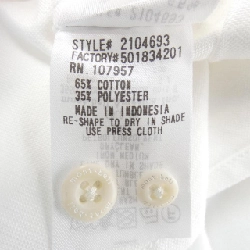 STYLE# 2104693
FACTORY#501834201
RN 107957
65% COTTON
35% POLYESTER
MADE IN INDONESIA
RE-SHAPE TO DRY IN SHADE
USE PRESS CLOTH